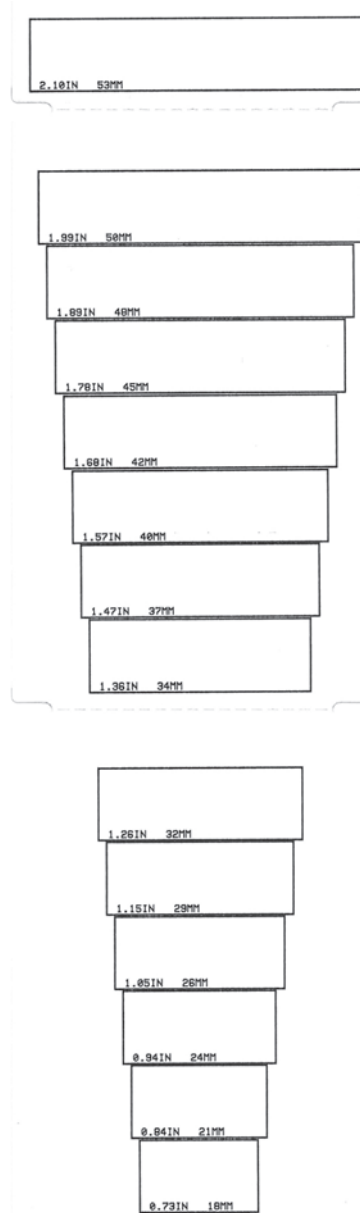 2.10IN 53MM
1.99IN 50MM
1.89IN 48MM
1.78IN 45MM
1.68IN 42MM
1.57IN 40MM
1.47IN 37MM
1.36IN 34MM
1.26IN 32MM
1.15IN 29MM
1.05IN 26MM
0.94IN 24MM
0.84IN 21MM
0.73IN 18MM